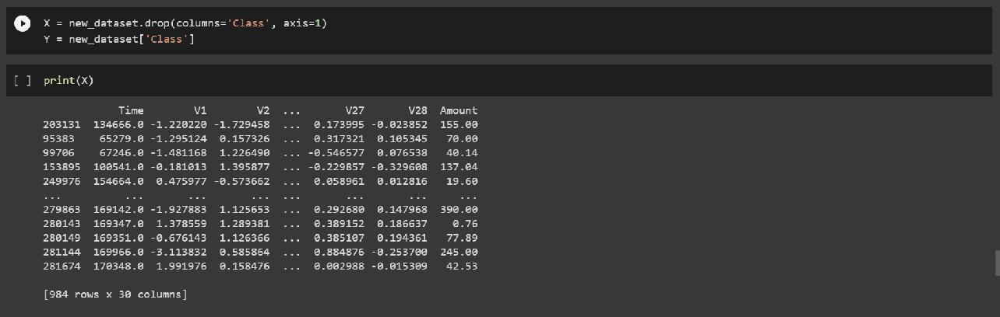 X = new_dataset.drop(columns='Class', axis=1)
Y = new_dataset['Class']
[ ] print(X)
Time V1 V2 ... V27 V28 Amount
203131 134666.0 -1.220220 -1.729458 ... 0.173995 -0.023852 155.00
95383 65279.0 -1.295124 0.157326 ... 0.317321 0.105345 70.00
99706 67246.0 -1.481168 1.226490 ... -0.546577 0.076538 40.14
153895 100541.0 -0.181013 1.395877 ... -0.229857 -0.329608 137.04
249976 154664.0 0.475977 -0.573662 ... 0.058961 0.012816 19.60
... ... ... ... ... ... ... ...
279863 169142.0 -1.927883 1.125653 ... 0.292680 0.147968 390.00
280143 169347.0 1.378559 1.289381 ... 0.389152 0.186637 0.76
280149 169351.0 -0.676143 1.126366 ... 0.385107 0.194361 77.89
281144 169966.0 -3.113832 0.585864 ... 0.884876 -0.253700 245.00
281674 170348.0 1.991976 0.158476 ... 0.002988 -0.015309 42.53
[984 rows x 30 columns]